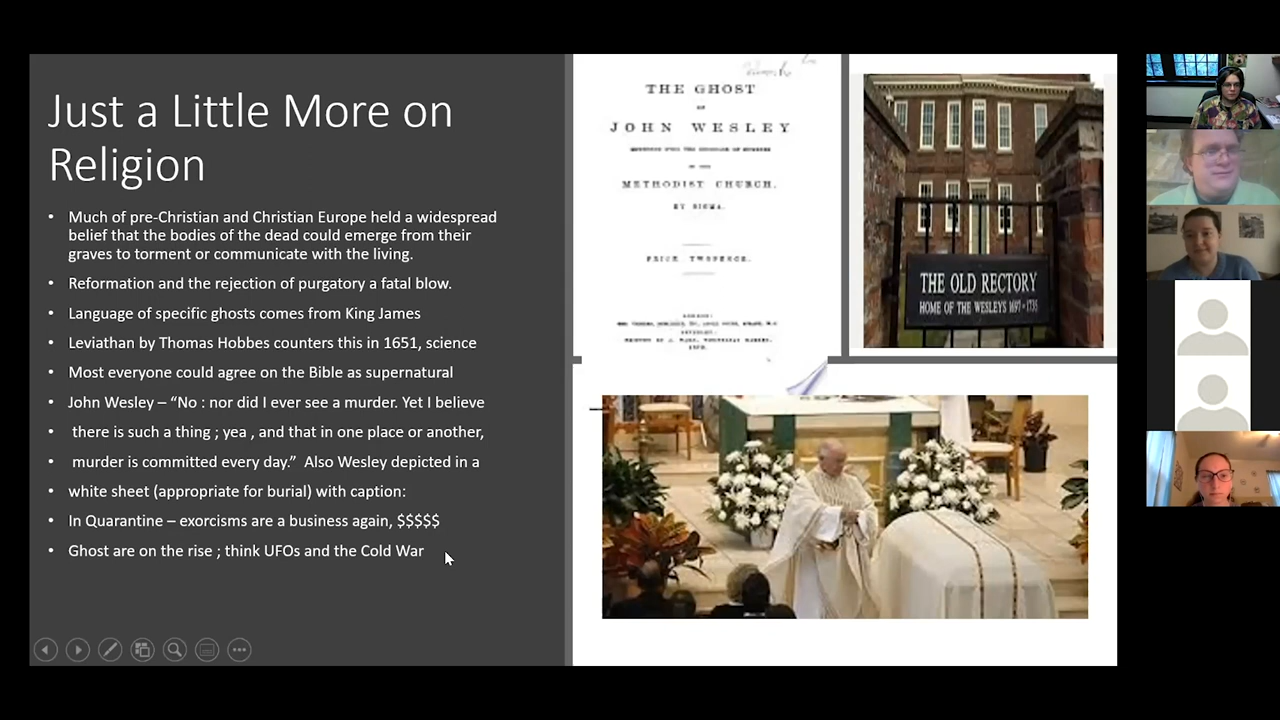 Just a Little More on
Religion
• Much of pre-Christian and Christian Europe held a widespread
belief that the bodies of the dead could emerge from their
graves to torment or communicate with the living.
• Reformation and the rejection of purgatory a fatal blow.
• Language of specific ghosts comes from King James
• Leviathan by Thomas Hobbes counters this in 1651, science
• Most everyone could agree on the Bible as supernatural
• John Wesley – “No : nor did I ever see a murder. Yet I believe
• there is such a thing ; yea , and that in one place or another,
• murder is committed every day.” Also Wesley depicted in a
• white sheet (appropriate for burial) with caption:
• In Quarantine – exorcisms are a business again, $$$$$
• Ghost are on the rise ; think UFOs and the Cold War
THE GHOST
OF
JOHN WESLEY
IN THE
METHODIST CHURCH.
BY SIGMA.
PRICE TWOPENCE.
THE OLD RECTORY
HOME OF THE WESLEYS 1697 - 1735